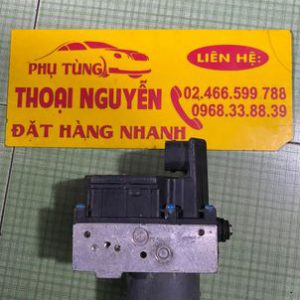 LIÊN HỆ:
PHỤ TÙNG
THOẠI NGUYỄN
02.466.599.788
0968.33.88.39
ĐẶT HÀNG NHANH